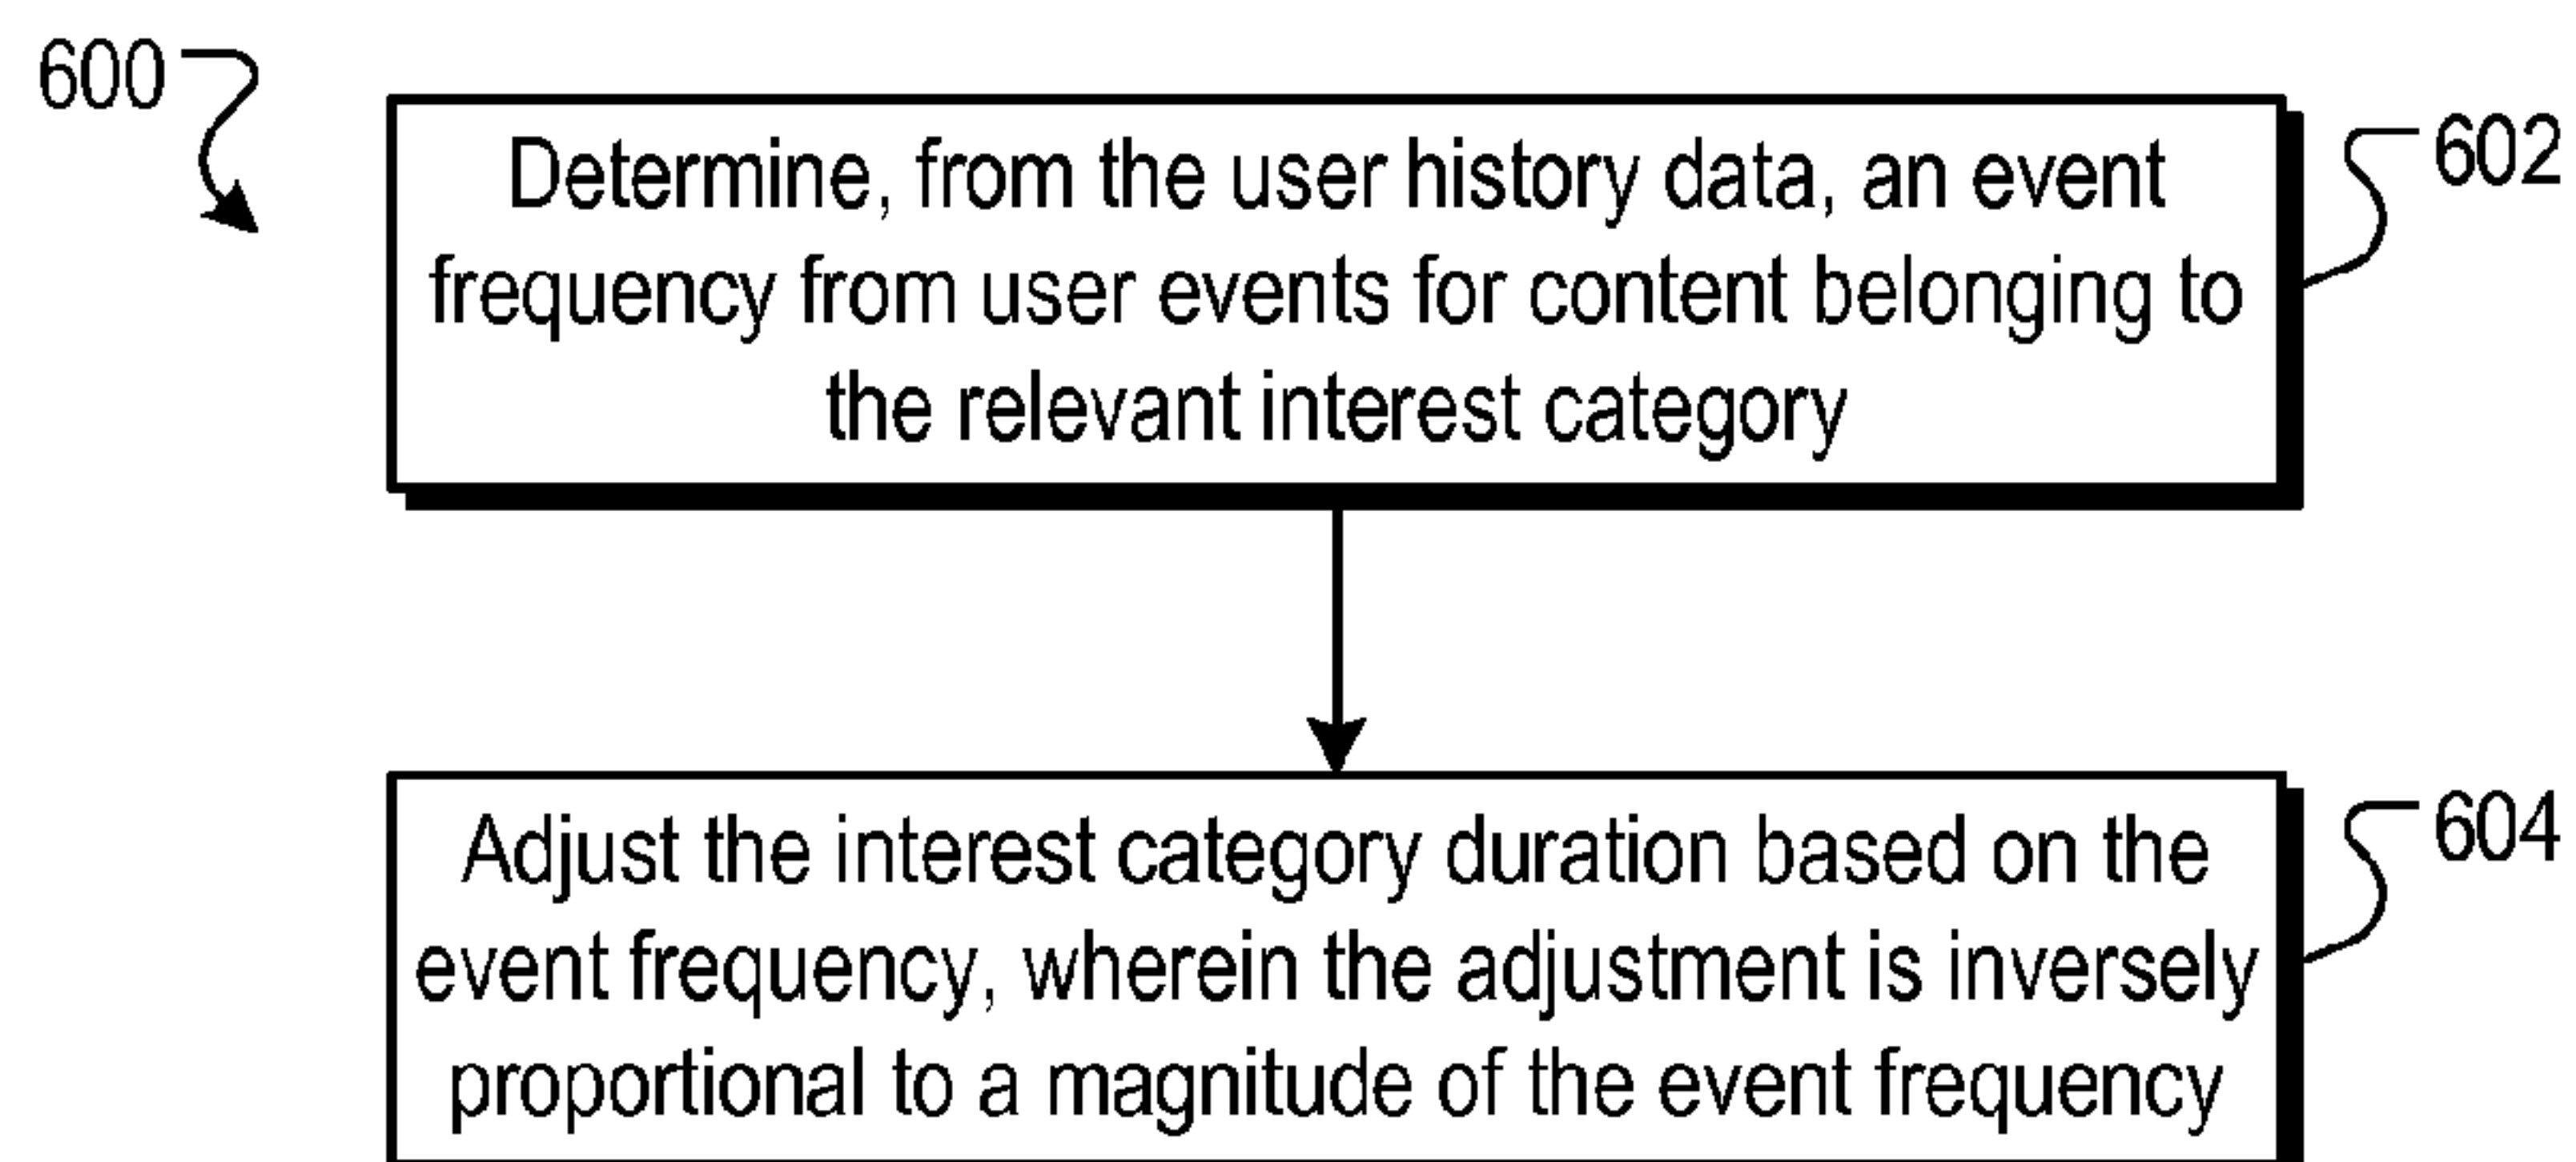 600
Determine, from the user history data, an event
frequency from user events for content belonging to
the relevant interest category
602
Adjust the interest category duration based on the
event frequency, wherein the adjustment is inversely
proportional to a magnitude of the event frequency
604